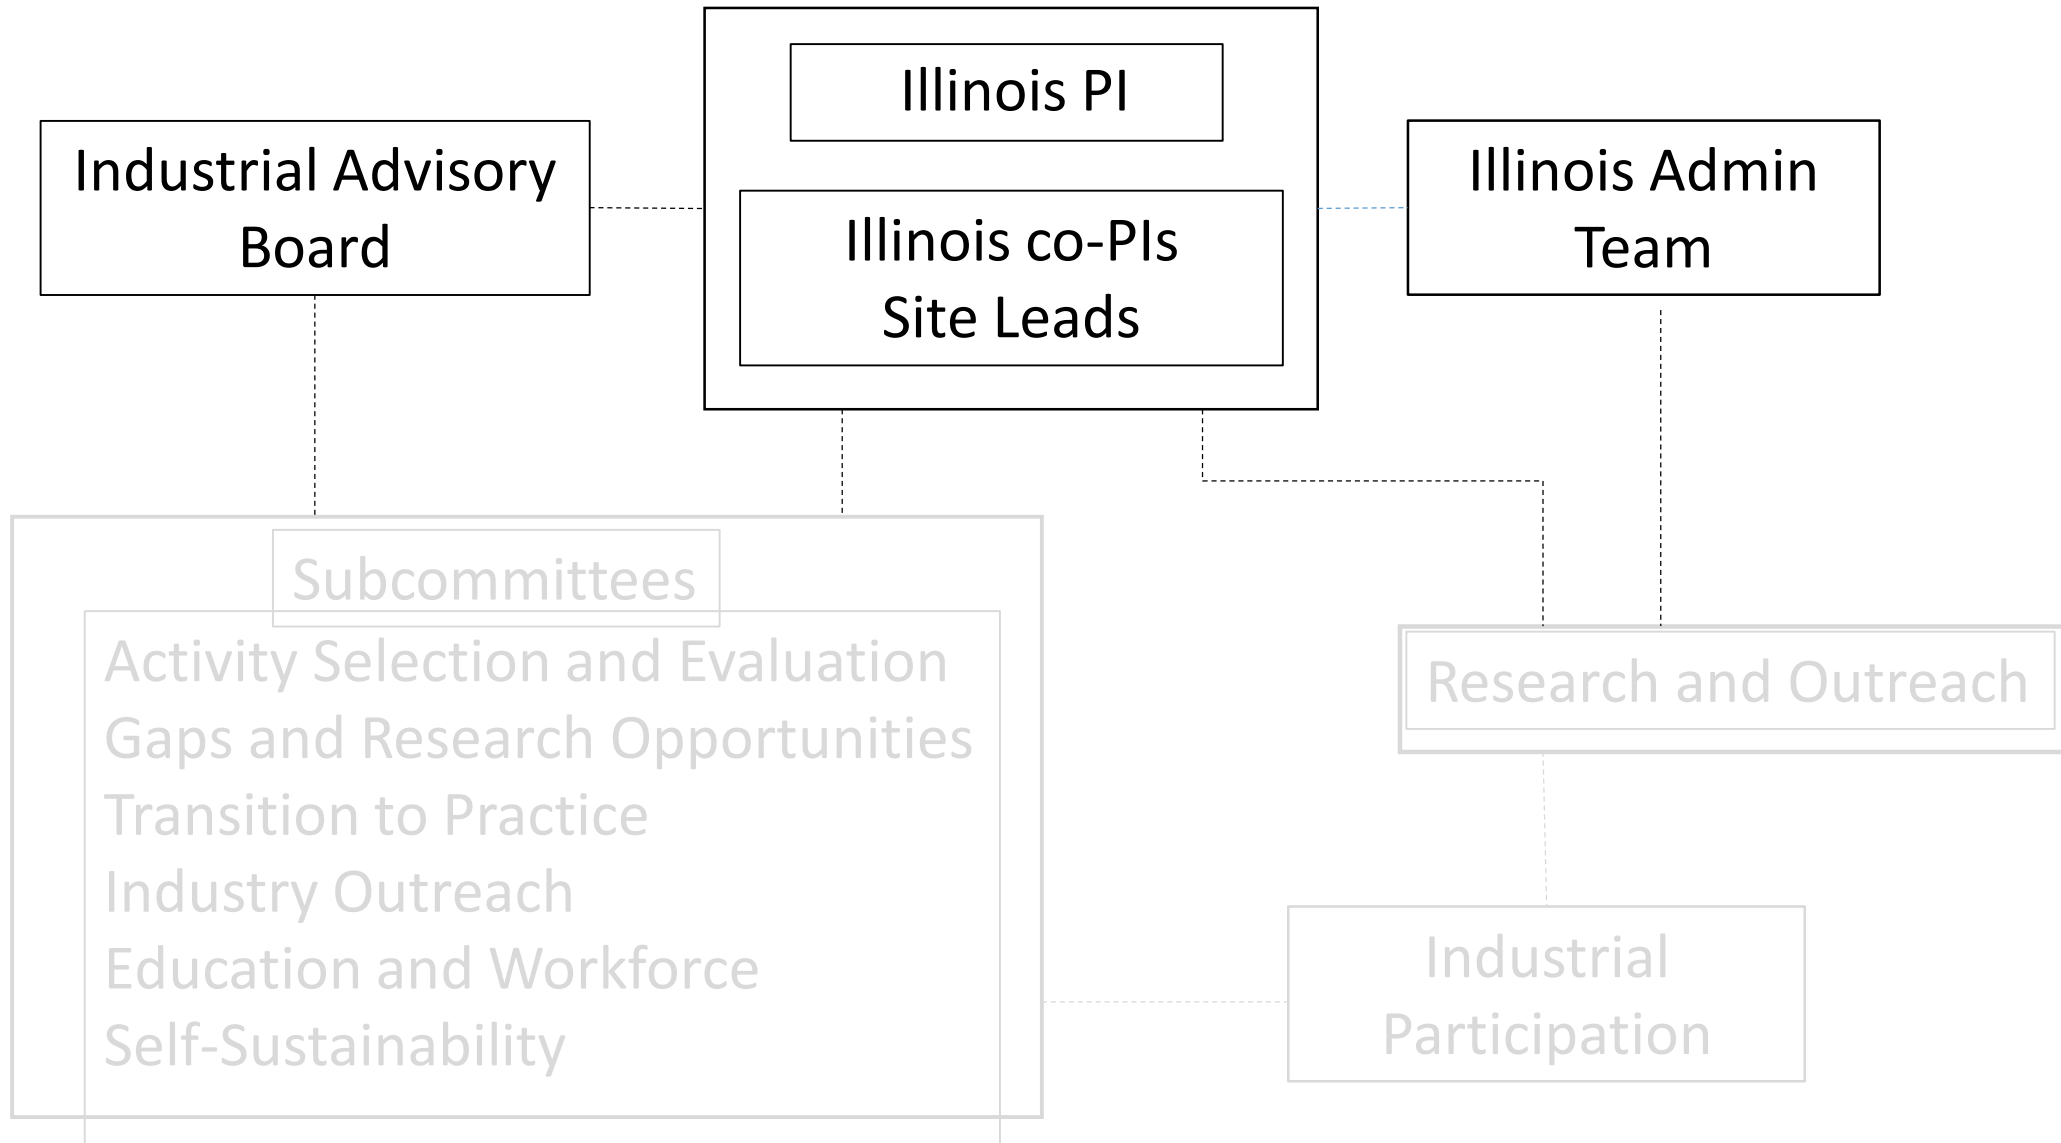 Illinois PI
Industrial Advisory
Board
Illinois co-PIs
Site Leads
Illinois Admin
Team
Subcommittees
Activity Selection and Evaluation
Gaps and Research Opportunities
Transition to Practice
Industry Outreach
Education and Workforce
Self-Sustainability
Research and Outreach
Industrial
Participation